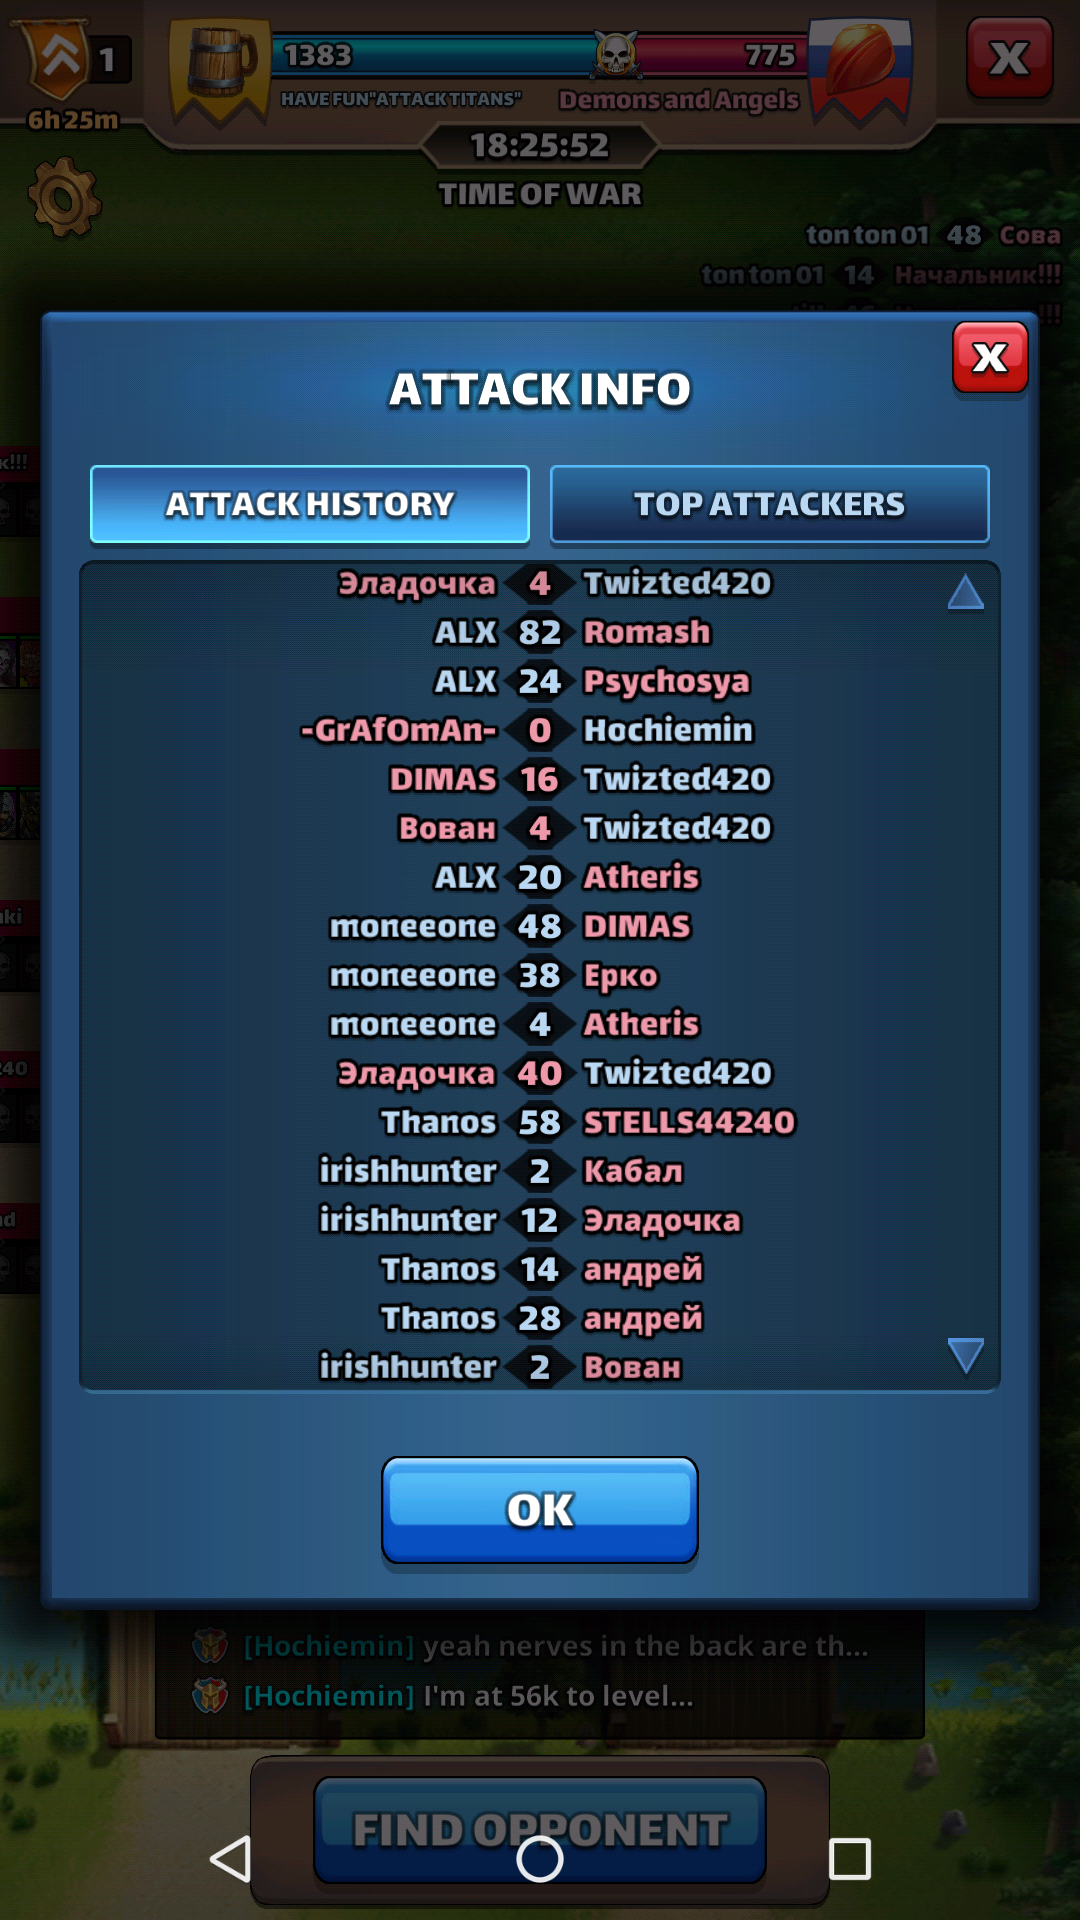 1
1383
775
6h 25m
HAVE FUN"ATTACK TITANS"
Demons and Angels
18:25:52
TIME OF WAR
ton ton 01 48 Сова
ton ton 01 14 Начальник!!!
X
ATTACK INFO
X
ATTACK HISTORY
TOP ATTACKERS
Эладочка 4 Twizted420
ALX 82 Romash
ALX 24 Psychosya
-GrAfOmAn- 0 Hochiemin
DIMAS 16 Twizted420
Вован 4 Twizted420
ALX 20 Atheris
moneeone 48 DIMAS
moneeone 38 Ерко
moneeone 4 Atheris
Эладочка 40 Twizted420
Thanos 58 STELLS44240
irishhunter 2 Кабал
irishhunter 12 Эладочка
Thanos 14 андрей
Thanos 28 андрей
irishhunter 2 Вован
OK
[Hochiemin] yeah nerves in the back are th...
[Hochiemin] I'm at 56k to level...
FIND OPPONENT